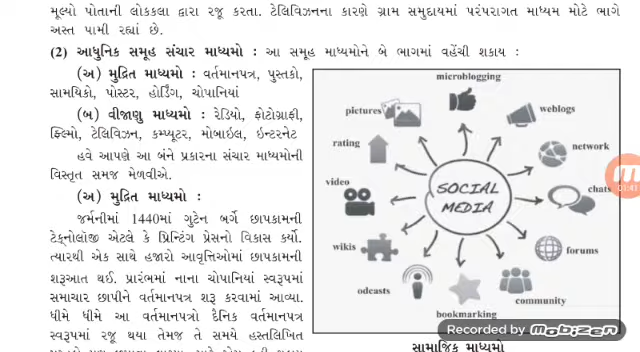 મૂલ્યો પોતાની લોકકલા દ્વારા રજૂ કરતા. ટેલિવિઝનના કારણે ગ્રામ સમુદાયમાં પરંપરાગત માધ્યમ મોટે ભાગે
અસ્ત પામી રહ્યાં છે.
(2) આધુનિક સમૂહ સંચાર માધ્યમો : આ સમૂહ માધ્યમોને બે ભાગમાં વહેંચી શકાય :
(અ) મુદ્રિત માધ્યમો : વર્તમાનપત્ર, પુસ્તકો,
સામયિકો, પોસ્ટર, હોર્ડિંગ, ચોપાનિયાં
(બ) વીજાણુ માધ્યમો : રેડિયો, ફોટોગ્રાફી,
ફિલ્મો, ટેલિવિઝન, કમ્પ્યૂટર, મોબાઇલ, ઇન્ટરનેટ
હવે આપણે આ બંને પ્રકારના સંચાર માધ્યમોની
વિસ્તૃત સમજ મેળવીએ.
(અ) મુદ્રિત માધ્યમો :
જર્મનીમાં 1440માં ગુટેન બર્ગે છાપકામની
ટેક્નોલૉજી એટલે કે પ્રિન્ટિંગ પ્રેસનો વિકાસ કર્યો.
ત્યારથી એક સાથે હજારો આવૃત્તિઓમાં છાપકામની
શરૂઆત થઈ. પ્રારંભમાં નાના ચોપાનિયાં સ્વરૂપમાં
સમાચાર છાપીને વર્તમાનપત્ર શરૂ કરવામાં આવ્યા.
ધીમે ધીમે આ વર્તમાનપત્રો દૈનિક વર્તમાનપત્ર
સ્વરૂપમાં રજૂ થયા તેમજ તે સમયે હસ્તલિખિત
microblogging
pictures
weblogs
rating
network
video
chats
SOCIAL
MEDIA
wikis
forums
odcasts
community
bookmarking
સામાજિક માધ્યમો
01:41
Recorded by Mobizen